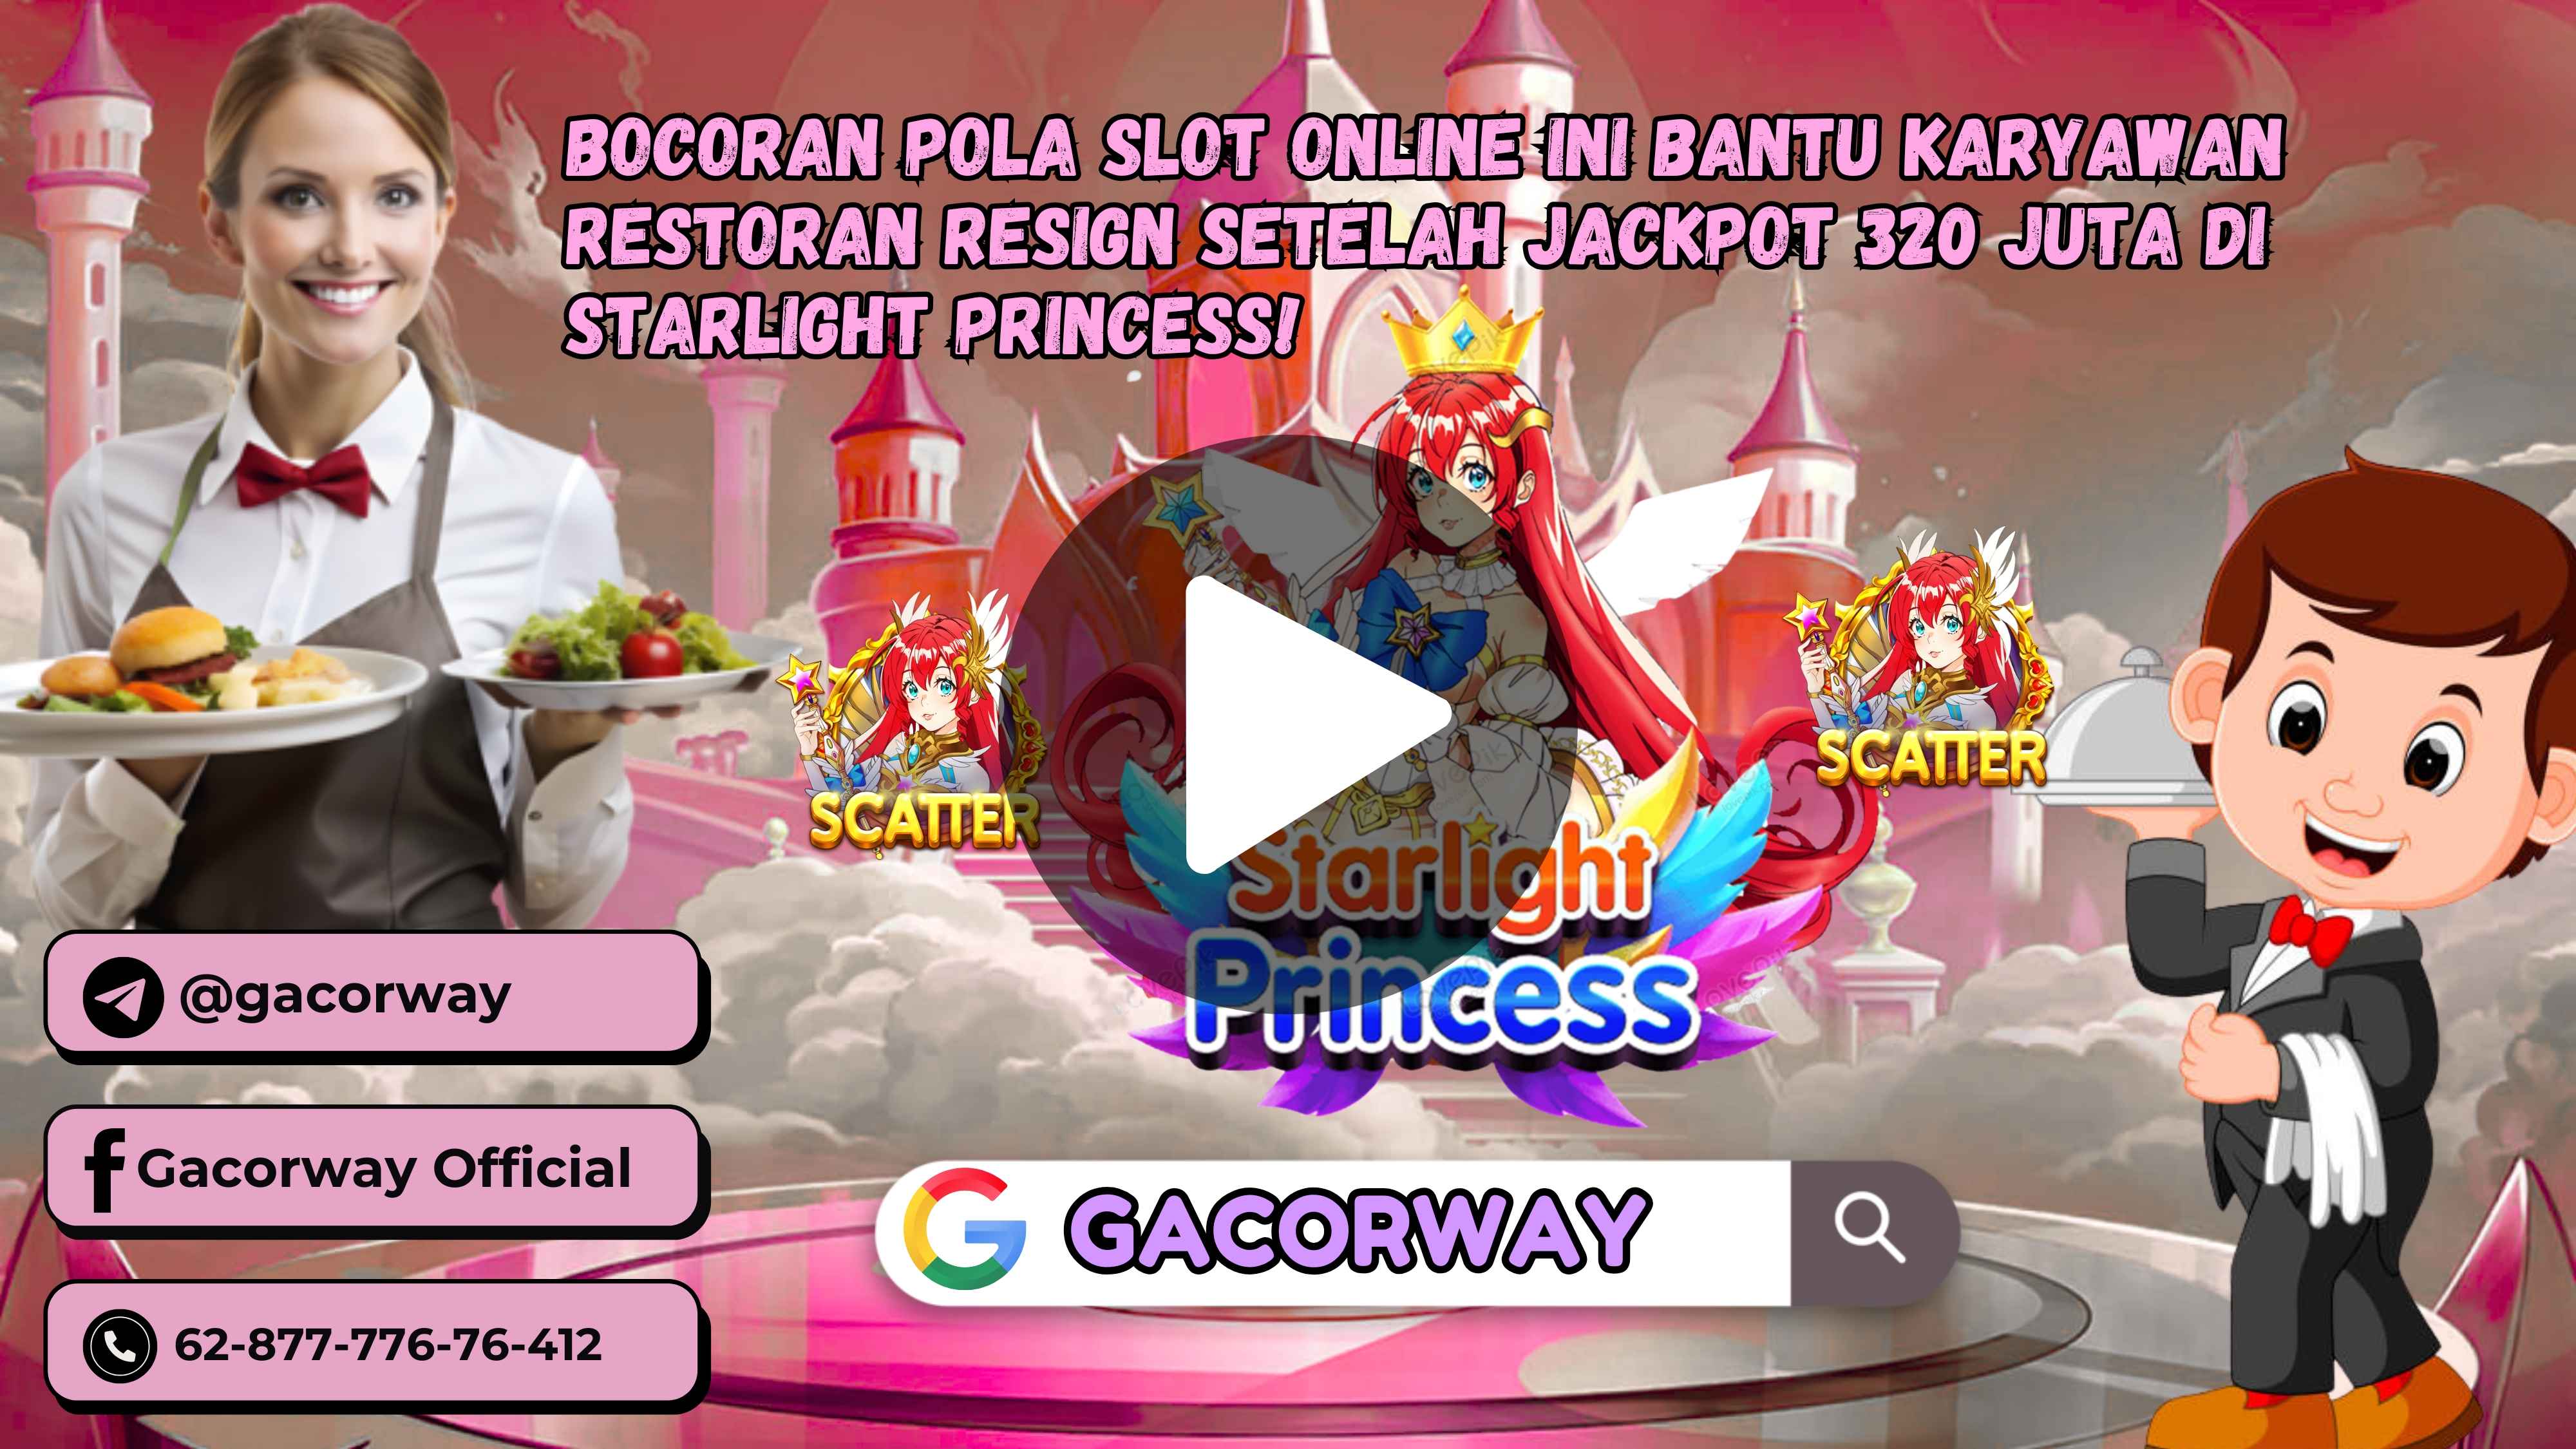 BOCORAN POLA SLOT ONLINE INI BANTU KARYAWAN
RESTORAN RESIGN SETELAH JACKPOT 320 JUTA DI
STARLIGHT PRINCESS!
SCATTER
SCATTER
Starlight
Princess
@gacorway
Gacorway Official
62-877-776-76-412
GACORWAY